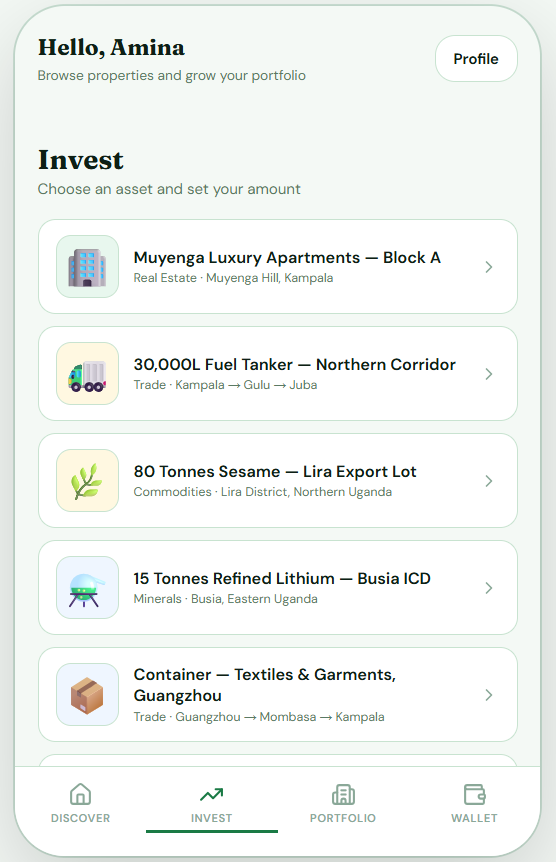 Hello, Amina
Browse properties and grow your portfolio
Profile
Invest
Choose an asset and set your amount
Muyenga Luxury Apartments — Block A
Real Estate · Muyenga Hill, Kampala
30,000L Fuel Tanker — Northern Corridor
Trade · Kampala → Gulu → Juba
80 Tonnes Sesame — Lira Export Lot
Commodities · Lira District, Northern Uganda
15 Tonnes Refined Lithium — Busia ICD
Minerals · Busia, Eastern Uganda
Container — Textiles & Garments,
Guangzhou
Trade · Guangzhou → Mombasa → Kampala
DISCOVER
INVEST
PORTFOLIO
WALLET